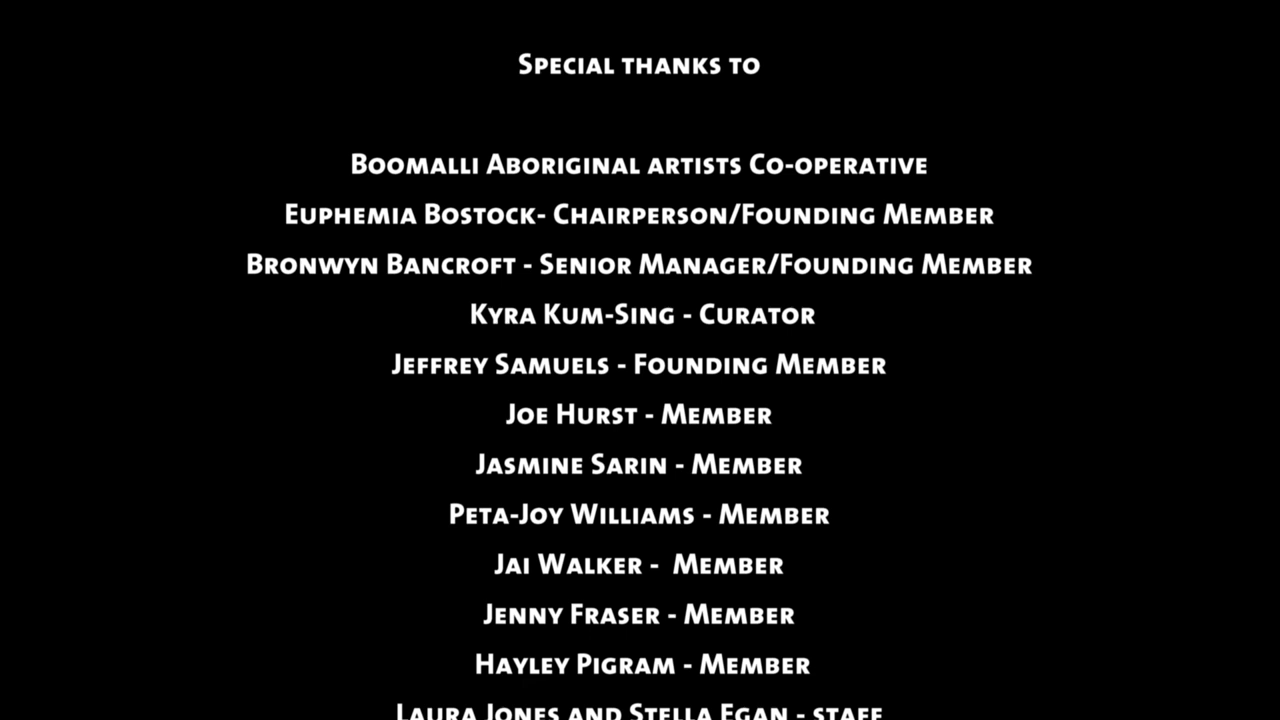 Special thanks to
Boomalli Aboriginal artists Co-operative
Euphemia Bostock- Chairperson/Founding Member
Bronwyn Bancroft - Senior Manager/Founding Member
Kyra Kum-Sing - Curator
Jeffrey Samuels - Founding Member
Joe Hurst - Member
Jasmine Sarin - Member
Peta-Joy Williams - Member
Jai Walker -  Member
Jenny Fraser - Member
Hayley Pigram - Member
Laura Jones and Stella Egan - staff